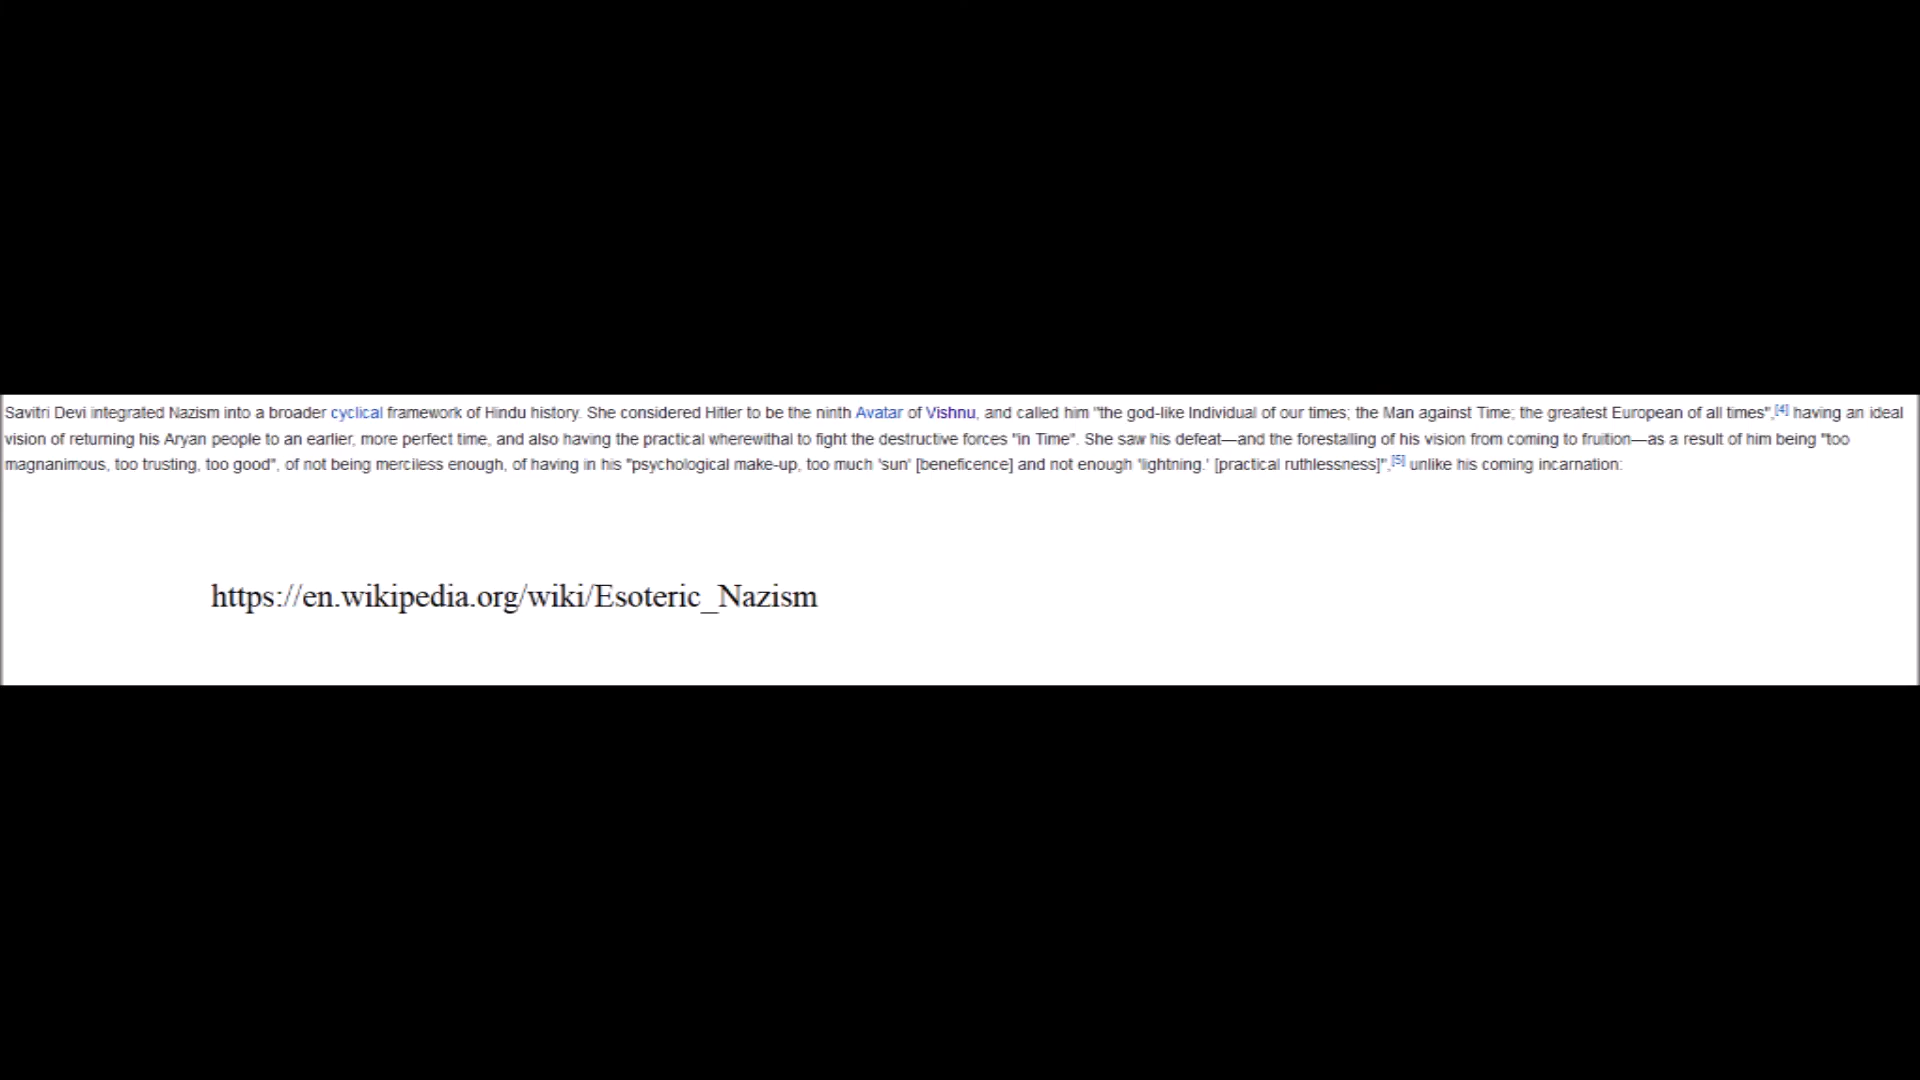 Savitri Devi integrated Nazism into a broader cyclical framework of Hindu history. She considered Hitler to be the ninth Avatar of Vishnu, and called him "the god-like Individual of our times; the Man against Time; the greatest European of all times",[4] having an ideal
vision of returning his Aryan people to an earlier, more perfect time, and also having the practical wherewithal to fight the destructive forces "in Time". She saw his defeat—and the forestalling of his vision from coming to fruition—as a result of him being "too
magnanimous, too trusting, too good", of not being merciless enough, of having in his "psychological make-up, too much 'sun' [beneficence] and not enough 'lightning.' [practical ruthlessness]",[5] unlike his coming incarnation:
https://en.wikipedia.org/wiki/Esoteric_Nazism